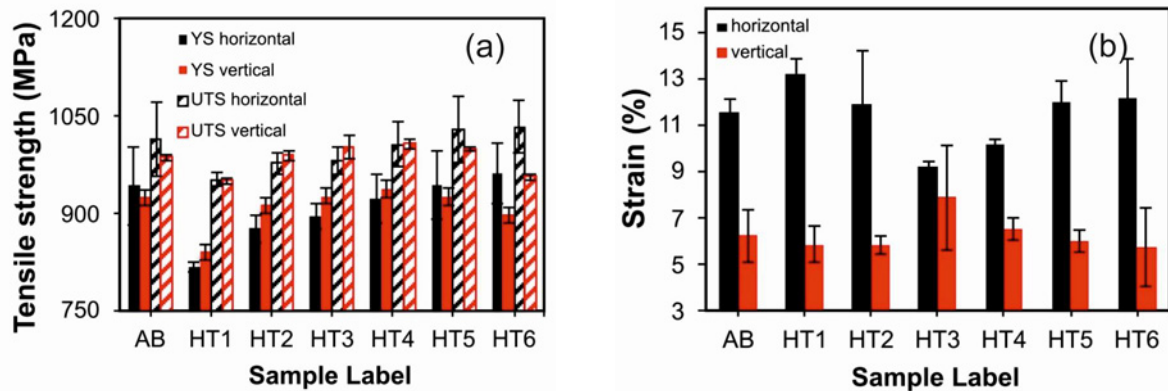 1200
1050
900
750
Tensile strength (MPa)
YS horizontal
YS vertical
UTS horizontal
UTS vertical
(a)
AB HT1 HT2 HT3 HT4 HT5 HT6
Sample Label
15
13
11
9
7
5
3
Strain (%)
horizontal
vertical
(b)
AB HT1 HT2 HT3 HT4 HT5 HT6
Sample Label